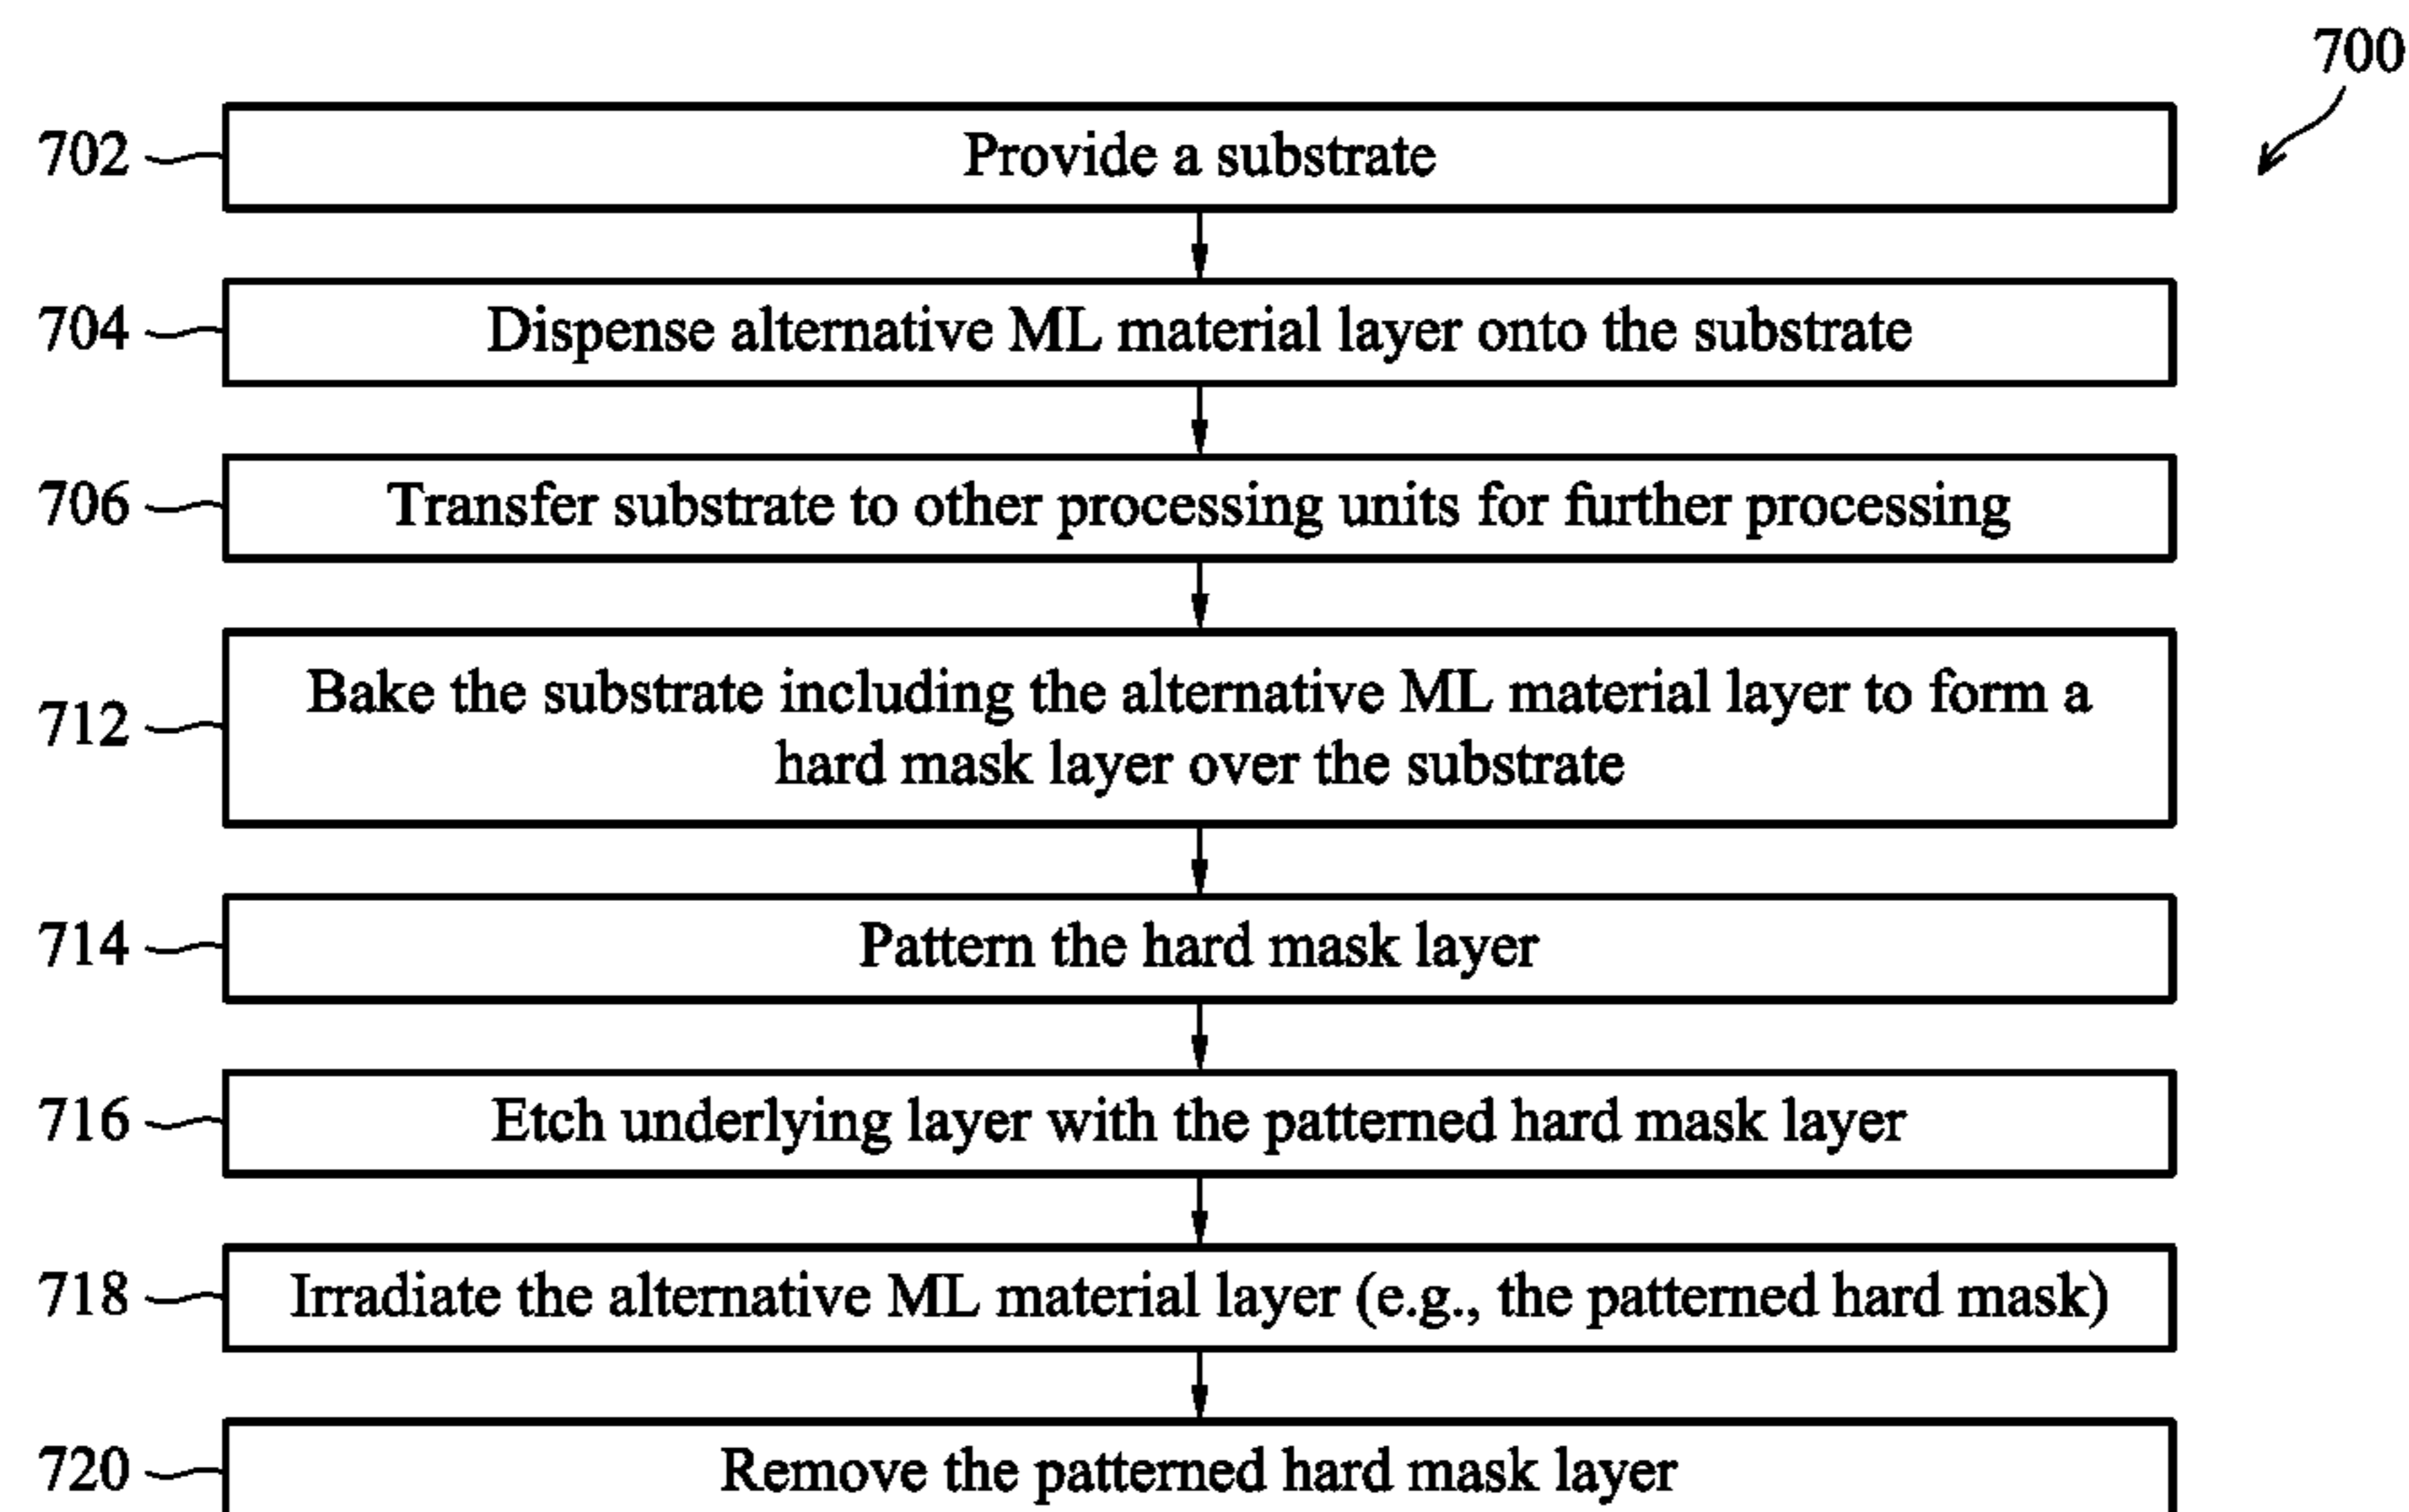 700
702
Provide a substrate
704
Dispense alternative ML material layer onto the substrate
706
Transfer substrate to other processing units for further processing
712
Bake the substrate including the alternative ML material layer to form a
hard mask layer over the substrate
714
Pattern the hard mask layer
716
Etch underlying layer with the patterned hard mask layer
718
Irradiate the alternative ML material layer (e.g., the patterned hard mask)
720
Remove the patterned hard mask layer